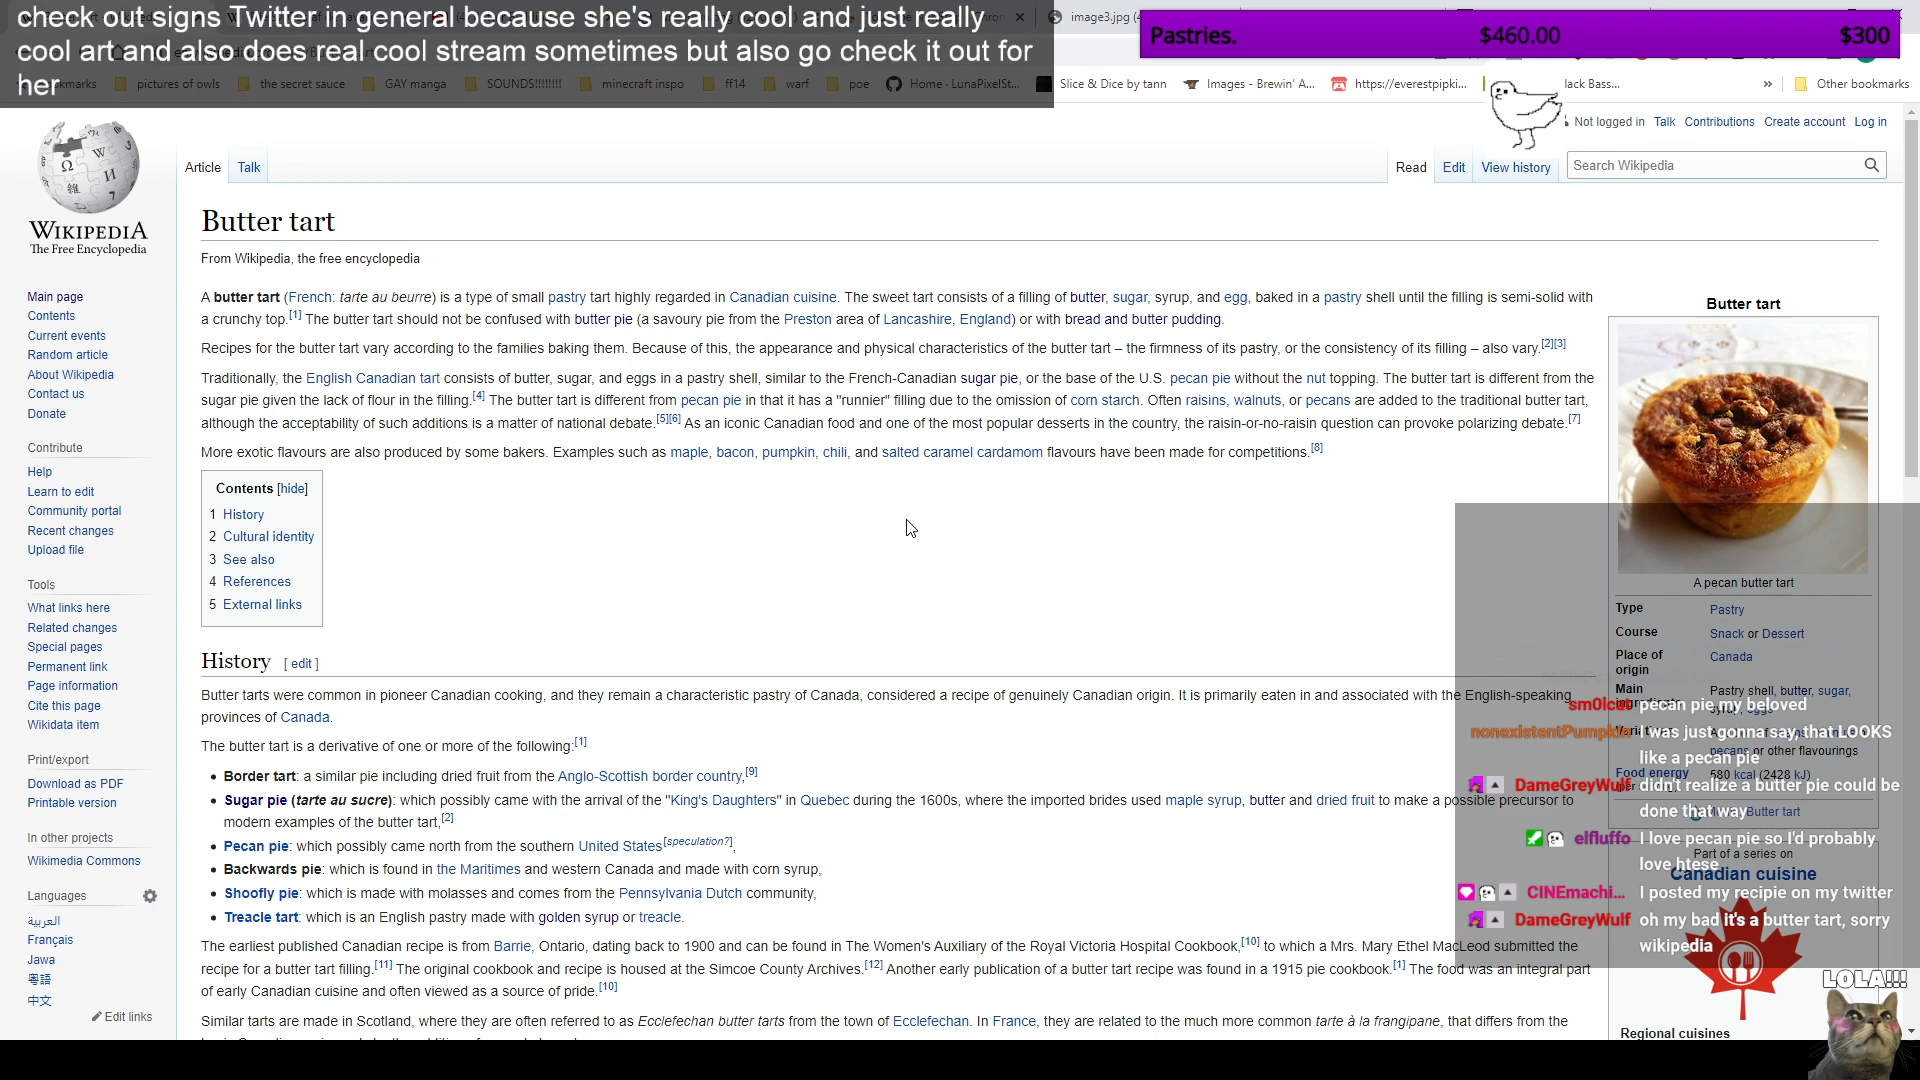 check out signs Twitter in general because she's really cool and just really
cool art and also does real cool stream sometimes but also go check it out for
her
image3.jpg (4
Pastries. $460.00 $300
pictures of owls the secret sauce GAY manga SOUNDS!!!!!!!! minecraft inspo ff14 warf poe Home · LunaPixelSt... Slice & Dice by tann Images - Brewin' A... https://everestpipki... lack Bass... » Other bookmarks
Not logged in Talk Contributions Create account Log in
Article Talk Read Edit View history Search Wikipedia
WIKIPEDIA
The Free Encyclopedia
Main page
Contents
Current events
Random article
About Wikipedia
Contact us
Donate
Contribute
Help
Learn to edit
Community portal
Recent changes
Upload file
Tools
What links here
Related changes
Special pages
Permanent link
Page information
Cite this page
Wikidata item
Print/export
Download as PDF
Printable version
In other projects
Wikimedia Commons
Languages
العربية
Français
Jawa
粵語
中文
Edit links
Butter tart
From Wikipedia, the free encyclopedia
A butter tart (French: tarte au beurre) is a type of small pastry tart highly regarded in Canadian cuisine. The sweet tart consists of a filling of butter, sugar, syrup, and egg, baked in a pastry shell until the filling is semi-solid with
a crunchy top.[1] The butter tart should not be confused with butter pie (a savoury pie from the Preston area of Lancashire, England) or with bread and butter pudding.
Recipes for the butter tart vary according to the families baking them. Because of this, the appearance and physical characteristics of the butter tart – the firmness of its pastry, or the consistency of its filling – also vary.[2][3]
Traditionally, the English Canadian tart consists of butter, sugar, and eggs in a pastry shell, similar to the French-Canadian sugar pie, or the base of the U.S. pecan pie without the nut topping. The butter tart is different from the
sugar pie given the lack of flour in the filling.[4] The butter tart is different from pecan pie in that it has a "runnier" filling due to the omission of corn starch. Often raisins, walnuts, or pecans are added to the traditional butter tart,
although the acceptability of such additions is a matter of national debate.[5][6] As an iconic Canadian food and one of the most popular desserts in the country, the raisin-or-no-raisin question can provoke polarizing debate.[7]
More exotic flavours are also produced by some bakers. Examples such as maple, bacon, pumpkin, chili, and salted caramel cardamom flavours have been made for competitions.[8]
Contents [hide]
1 History
2 Cultural identity
3 See also
4 References
5 External links
History [ edit ]
Butter tarts were common in pioneer Canadian cooking, and they remain a characteristic pastry of Canada, considered a recipe of genuinely Canadian origin. It is primarily eaten in and associated with the English-speaking
provinces of Canada.
The butter tart is a derivative of one or more of the following:[1]
• Border tart: a similar pie including dried fruit from the Anglo-Scottish border country,[9]
• Sugar pie (tarte au sucre): which possibly came with the arrival of the "King's Daughters" in Quebec during the 1600s, where the imported brides used maple syrup, butter and dried fruit to make a possible precursor to
modern examples of the butter tart,[2]
• Pecan pie: which possibly came north from the southern United States[speculation?],
• Backwards pie: which is found in the Maritimes and western Canada and made with corn syrup,
• Shoofly pie: which is made with molasses and comes from the Pennsylvania Dutch community,
• Treacle tart: which is an English pastry made with golden syrup or treacle.
The earliest published Canadian recipe is from Barrie, Ontario, dating back to 1900 and can be found in The Women's Auxiliary of the Royal Victoria Hospital Cookbook,[10] to which a Mrs. Mary Ethel MacLeod submitted the
recipe for a butter tart filling.[11] The original cookbook and recipe is housed at the Simcoe County Archives.[12] Another early publication of a butter tart recipe was found in a 1915 pie cookbook.[1] The food was an integral part
of early Canadian cuisine and often viewed as a source of pride.[10]
Similar tarts are made in Scotland, where they are often referred to as Ecclefechan butter tarts from the town of Ecclefechan. In France, they are related to the much more common tarte à la frangipane, that differs from the
Butter tart
A pecan butter tart
Type Pastry
Course Snack or Dessert
Place of Canada
origin
Main Pastry shell, butter, sugar,
pecans or other flavourings
Food energy 580 kcal (2428 kJ)
Butter tart
Part of a series on
Canadian cuisine
Regional cuisines
sm0lcat pecan pie my beloved
nonexistentPumpkin I was just gonna say, that LOOKS
like a pecan pie
DameGreyWulf didn't realize a butter pie could be
done that way
elfluffo I love pecan pie so I'd probably
love htese
CINEmachi... I posted my recipie on my twitter
DameGreyWulf oh my bad it's a butter tart, sorry
wikipedia
LOLA!!!